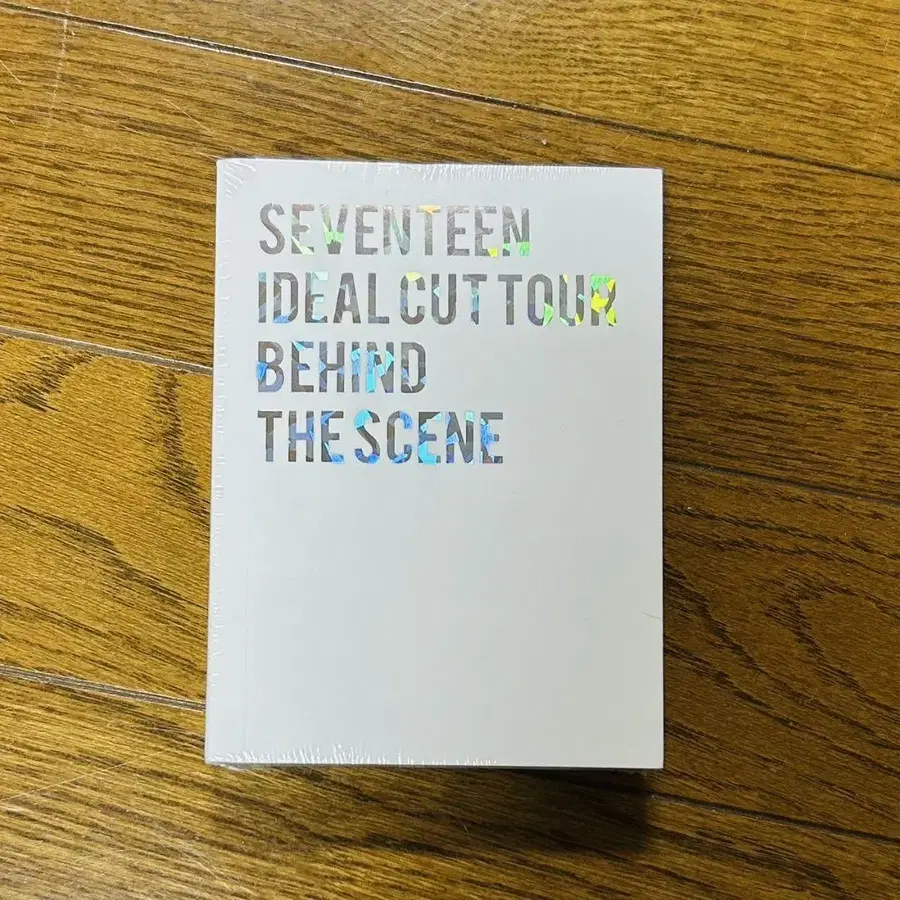 SEVENTEEN
IDEAL CUT TOUR
BEHIND
THE SCENE